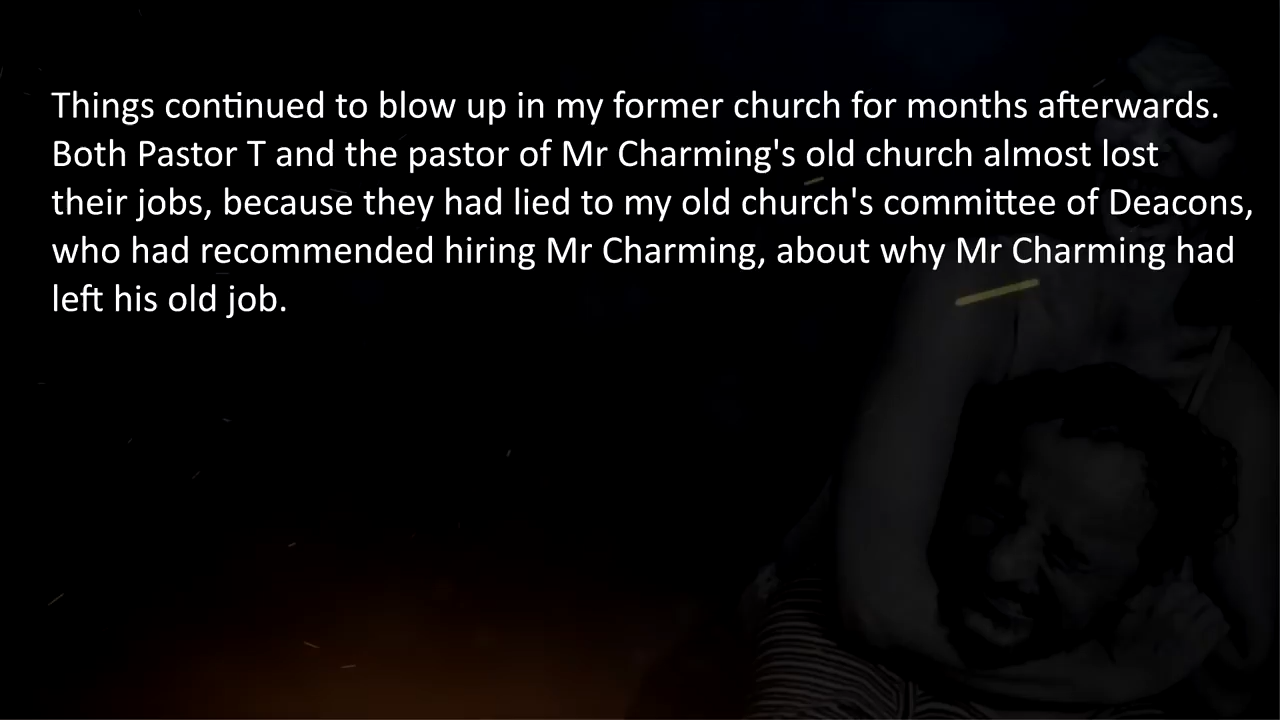 Things continued to blow up in my former church for months afterwards.
Both Pastor T and the pastor of Mr Charming's old church almost lost
their jobs, because they had lied to my old church's committee of Deacons,
who had recommended hiring Mr Charming, about why Mr Charming had
left his old job.